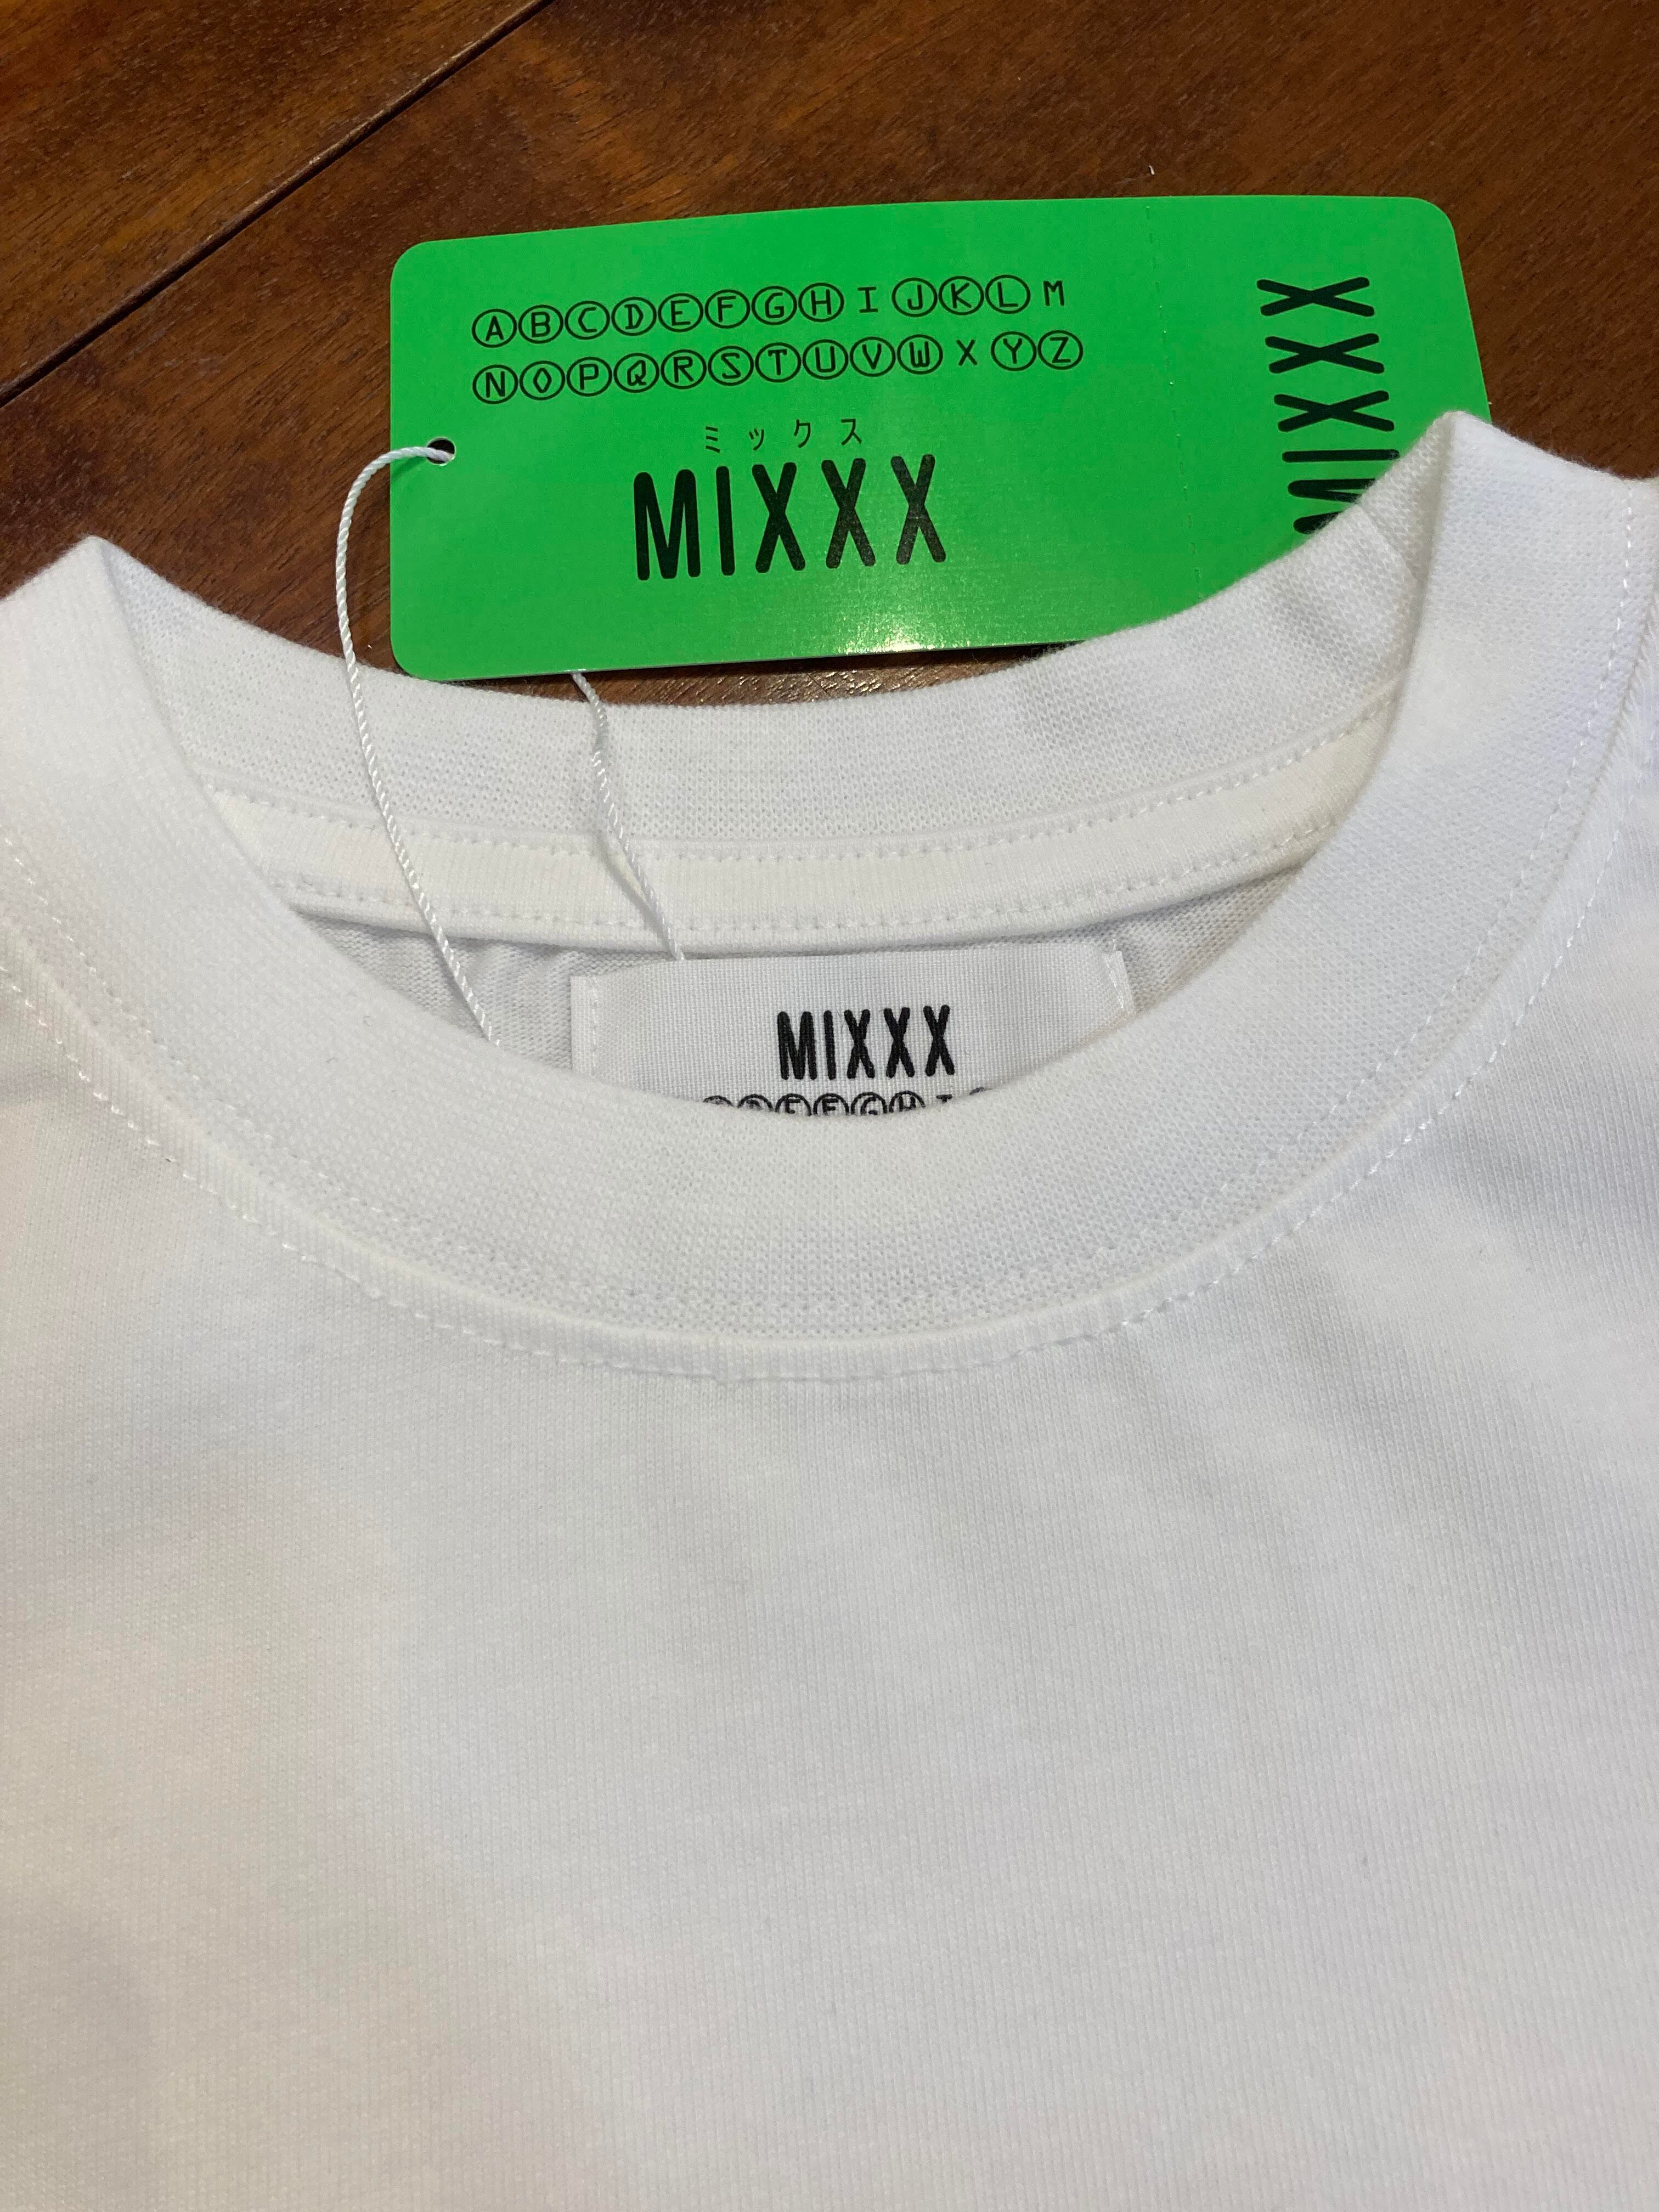 ⒶⒷⒸⒹⒺⒻⒼⒽ I ⒿⓀⓁ M
ⓃⓄⓅⓆⓇⓈⓉⓊⓋⓌ X ⓎⓏ
ミックス
MIXXX
MIXXX
MIXXX